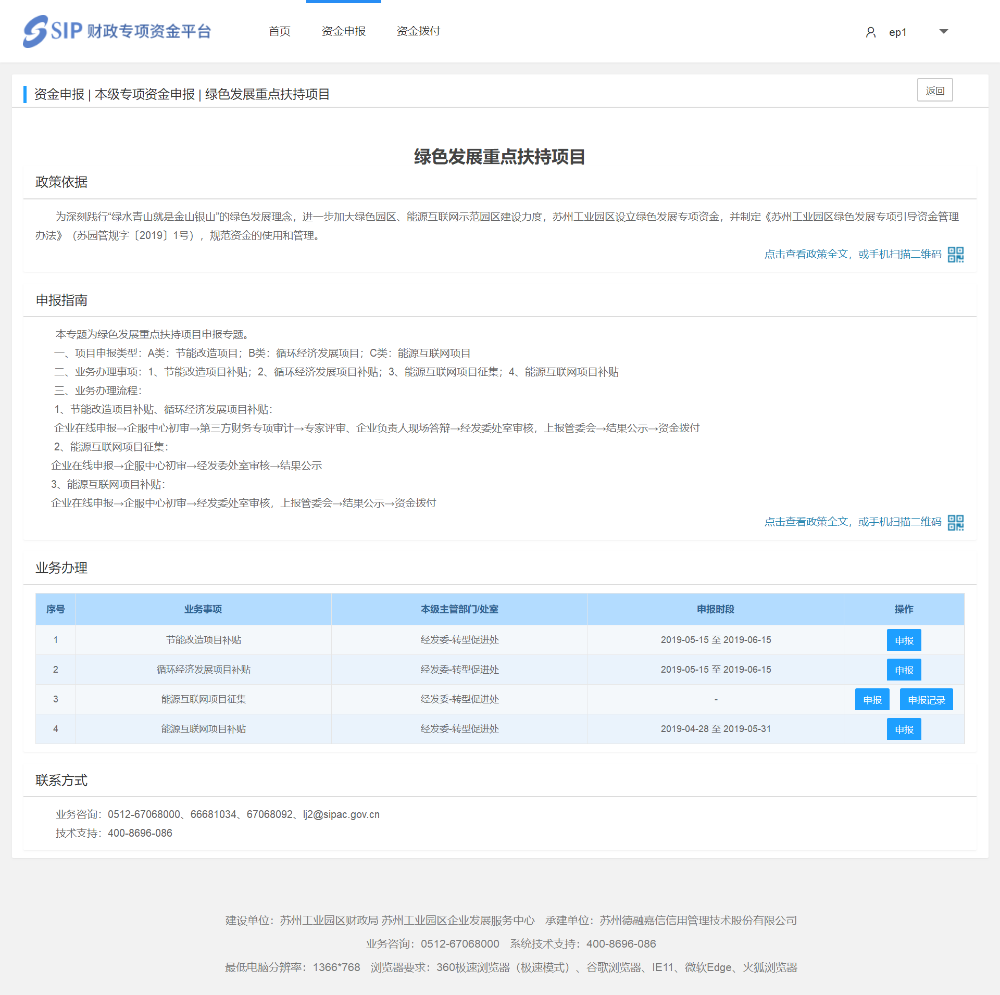 SIP 财政专项资金平台
首页 资金申报 资金拨付 ep1
资金申报 | 本级专项资金申报 | 绿色发展重点扶持项目 返回
绿色发展重点扶持项目
政策依据
为深刻践行“绿水青山就是金山银山”的绿色发展理念，进一步加大绿色园区、能源互联网示范园区建设力度，苏州工业园区设立绿色发展专项资金，并制定《苏州工业园区绿色发展专项引导资金管理
办法》（苏园管规字〔2019〕1号），规范资金的使用和管理。
点击查看政策全文，或手机扫描二维码
申报指南
本专题为绿色发展重点扶持项目申报专题。
一、项目申报类型：A类：节能改造项目；B类：循环经济发展项目；C类：能源互联网项目
二、业务办理事项：1、节能改造项目补贴；2、循环经济发展项目补贴；3、能源互联网项目征集；4、能源互联网项目补贴
三、业务办理流程：
1、节能改造项目补贴、循环经济发展项目补贴：
企业在线申报→企服中心初审→第三方财务专项审计→专家评审、企业负责人现场答辩→经发委处室审核，上报管委会→结果公示→资金拨付
2、能源互联网项目征集：
企业在线申报→企服中心初审→经发委处室审核→结果公示
3、能源互联网项目补贴：
企业在线申报→企服中心初审→经发委处室审核，上报管委会→结果公示→资金拨付
点击查看政策全文，或手机扫描二维码
业务办理
序号 业务事项 本级主管部门/处室 申报时段 操作
1 节能改造项目补贴 经发委-转型促进处 2019-05-15 至 2019-06-15 申报
2 循环经济发展项目补贴 经发委-转型促进处 2019-05-15 至 2019-06-15 申报
3 能源互联网项目征集 经发委-转型促进处 - 申报 申报记录
4 能源互联网项目补贴 经发委-转型促进处 2019-04-28 至 2019-05-31 申报
联系方式
业务咨询：0512-67068000、66681034、67068092、lj2@sipac.gov.cn
技术支持：400-8696-086
建设单位：苏州工业园区财政局 苏州工业园区企业发展服务中心 承建单位：苏州德融嘉信信用管理技术股份有限公司
业务咨询：0512-67068000 系统技术支持：400-8696-086
最低电脑分辨率：1366*768 浏览器要求：360极速浏览器（极速模式）、谷歌浏览器、IE11、微软Edge、火狐浏览器